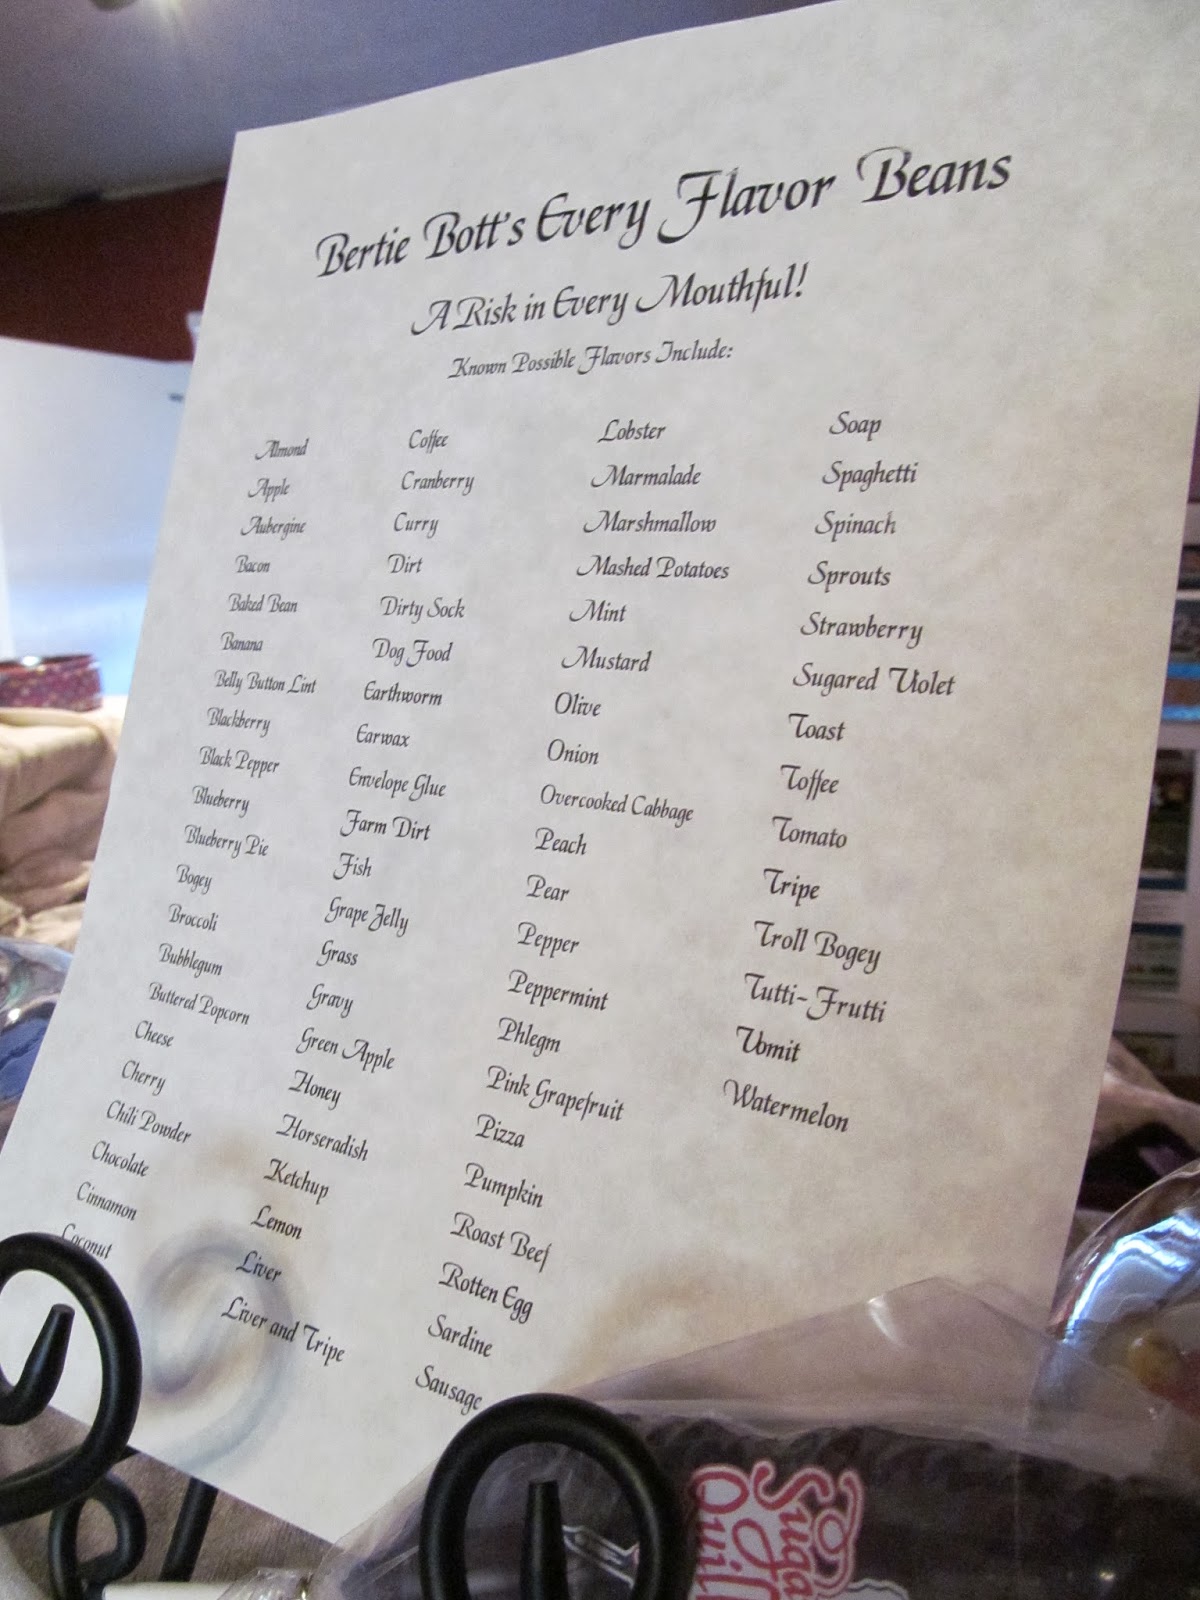 Bertie Bott's Every Flavor Beans
A Risk in Every Mouthful!
Known Possible Flavors Include:
Almond
Apple
Aubergine
Bacon
Baked Bean
Banana
Belly Button Lint
Blackberry
Black Pepper
Blueberry
Blueberry Pie
Bogey
Broccoli
Bubblegum
Buttered Popcorn
Cheese
Cherry
Chili Powder
Chocolate
Cinnamon
Coconut
Coffee
Cranberry
Curry
Dirt
Dirty Sock
Dog Food
Earthworm
Earwax
Envelope Glue
Farm Dirt
Fish
Grape Jelly
Grass
Gravy
Green Apple
Honey
Horseradish
Ketchup
Lemon
Liver
Liver and Tripe
Lobster
Marmalade
Marshmallow
Mashed Potatoes
Mint
Mustard
Olive
Onion
Overcooked Cabbage
Peach
Pear
Pepper
Peppermint
Phlegm
Pink Grapefruit
Pizza
Pumpkin
Roast Beef
Rotten Egg
Sardine
Sausage
Soap
Spaghetti
Spinach
Sprouts
Strawberry
Sugared Violet
Toast
Toffee
Tomato
Tripe
Troll Bogey
Tutti-Frutti
Vomit
Watermelon